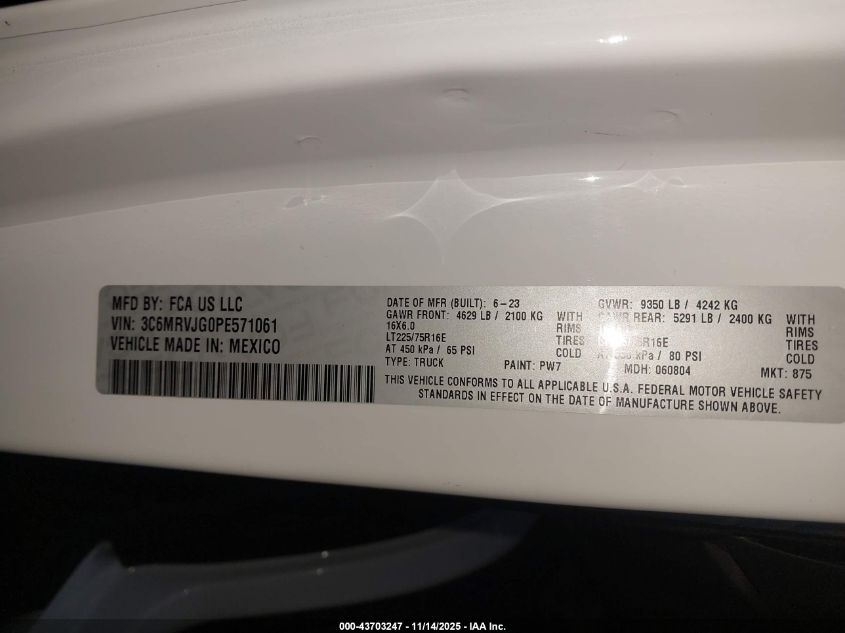 MFD BY: FCA US LLC
VIN: 3C6MRVJG0PE571061
VEHICLE MADE IN: MEXICO
DATE OF MFR (BUILT): 6-23
GAWR FRONT: 4629 LB / 2100 KG WITH
16X6.0 RIMS
LT225/75R16E TIRES
AT 450 kPa / 65 PSI COLD
TYPE: TRUCK PAINT: PW7
GVWR: 9350 LB / 4242 KG
GAWR REAR: 5291 LB / 2400 KG WITH
RIMS
TIRES
kPa / 80 PSI COLD
MDH: 060804 MKT: 875
THIS VEHICLE CONFORMS TO ALL APPLICABLE U.S.A. FEDERAL MOTOR VEHICLE SAFETY
STANDARDS IN EFFECT ON THE DATE OF MANUFACTURE SHOWN ABOVE.
000-43703247 - 11/14/2025 - IAA Inc.